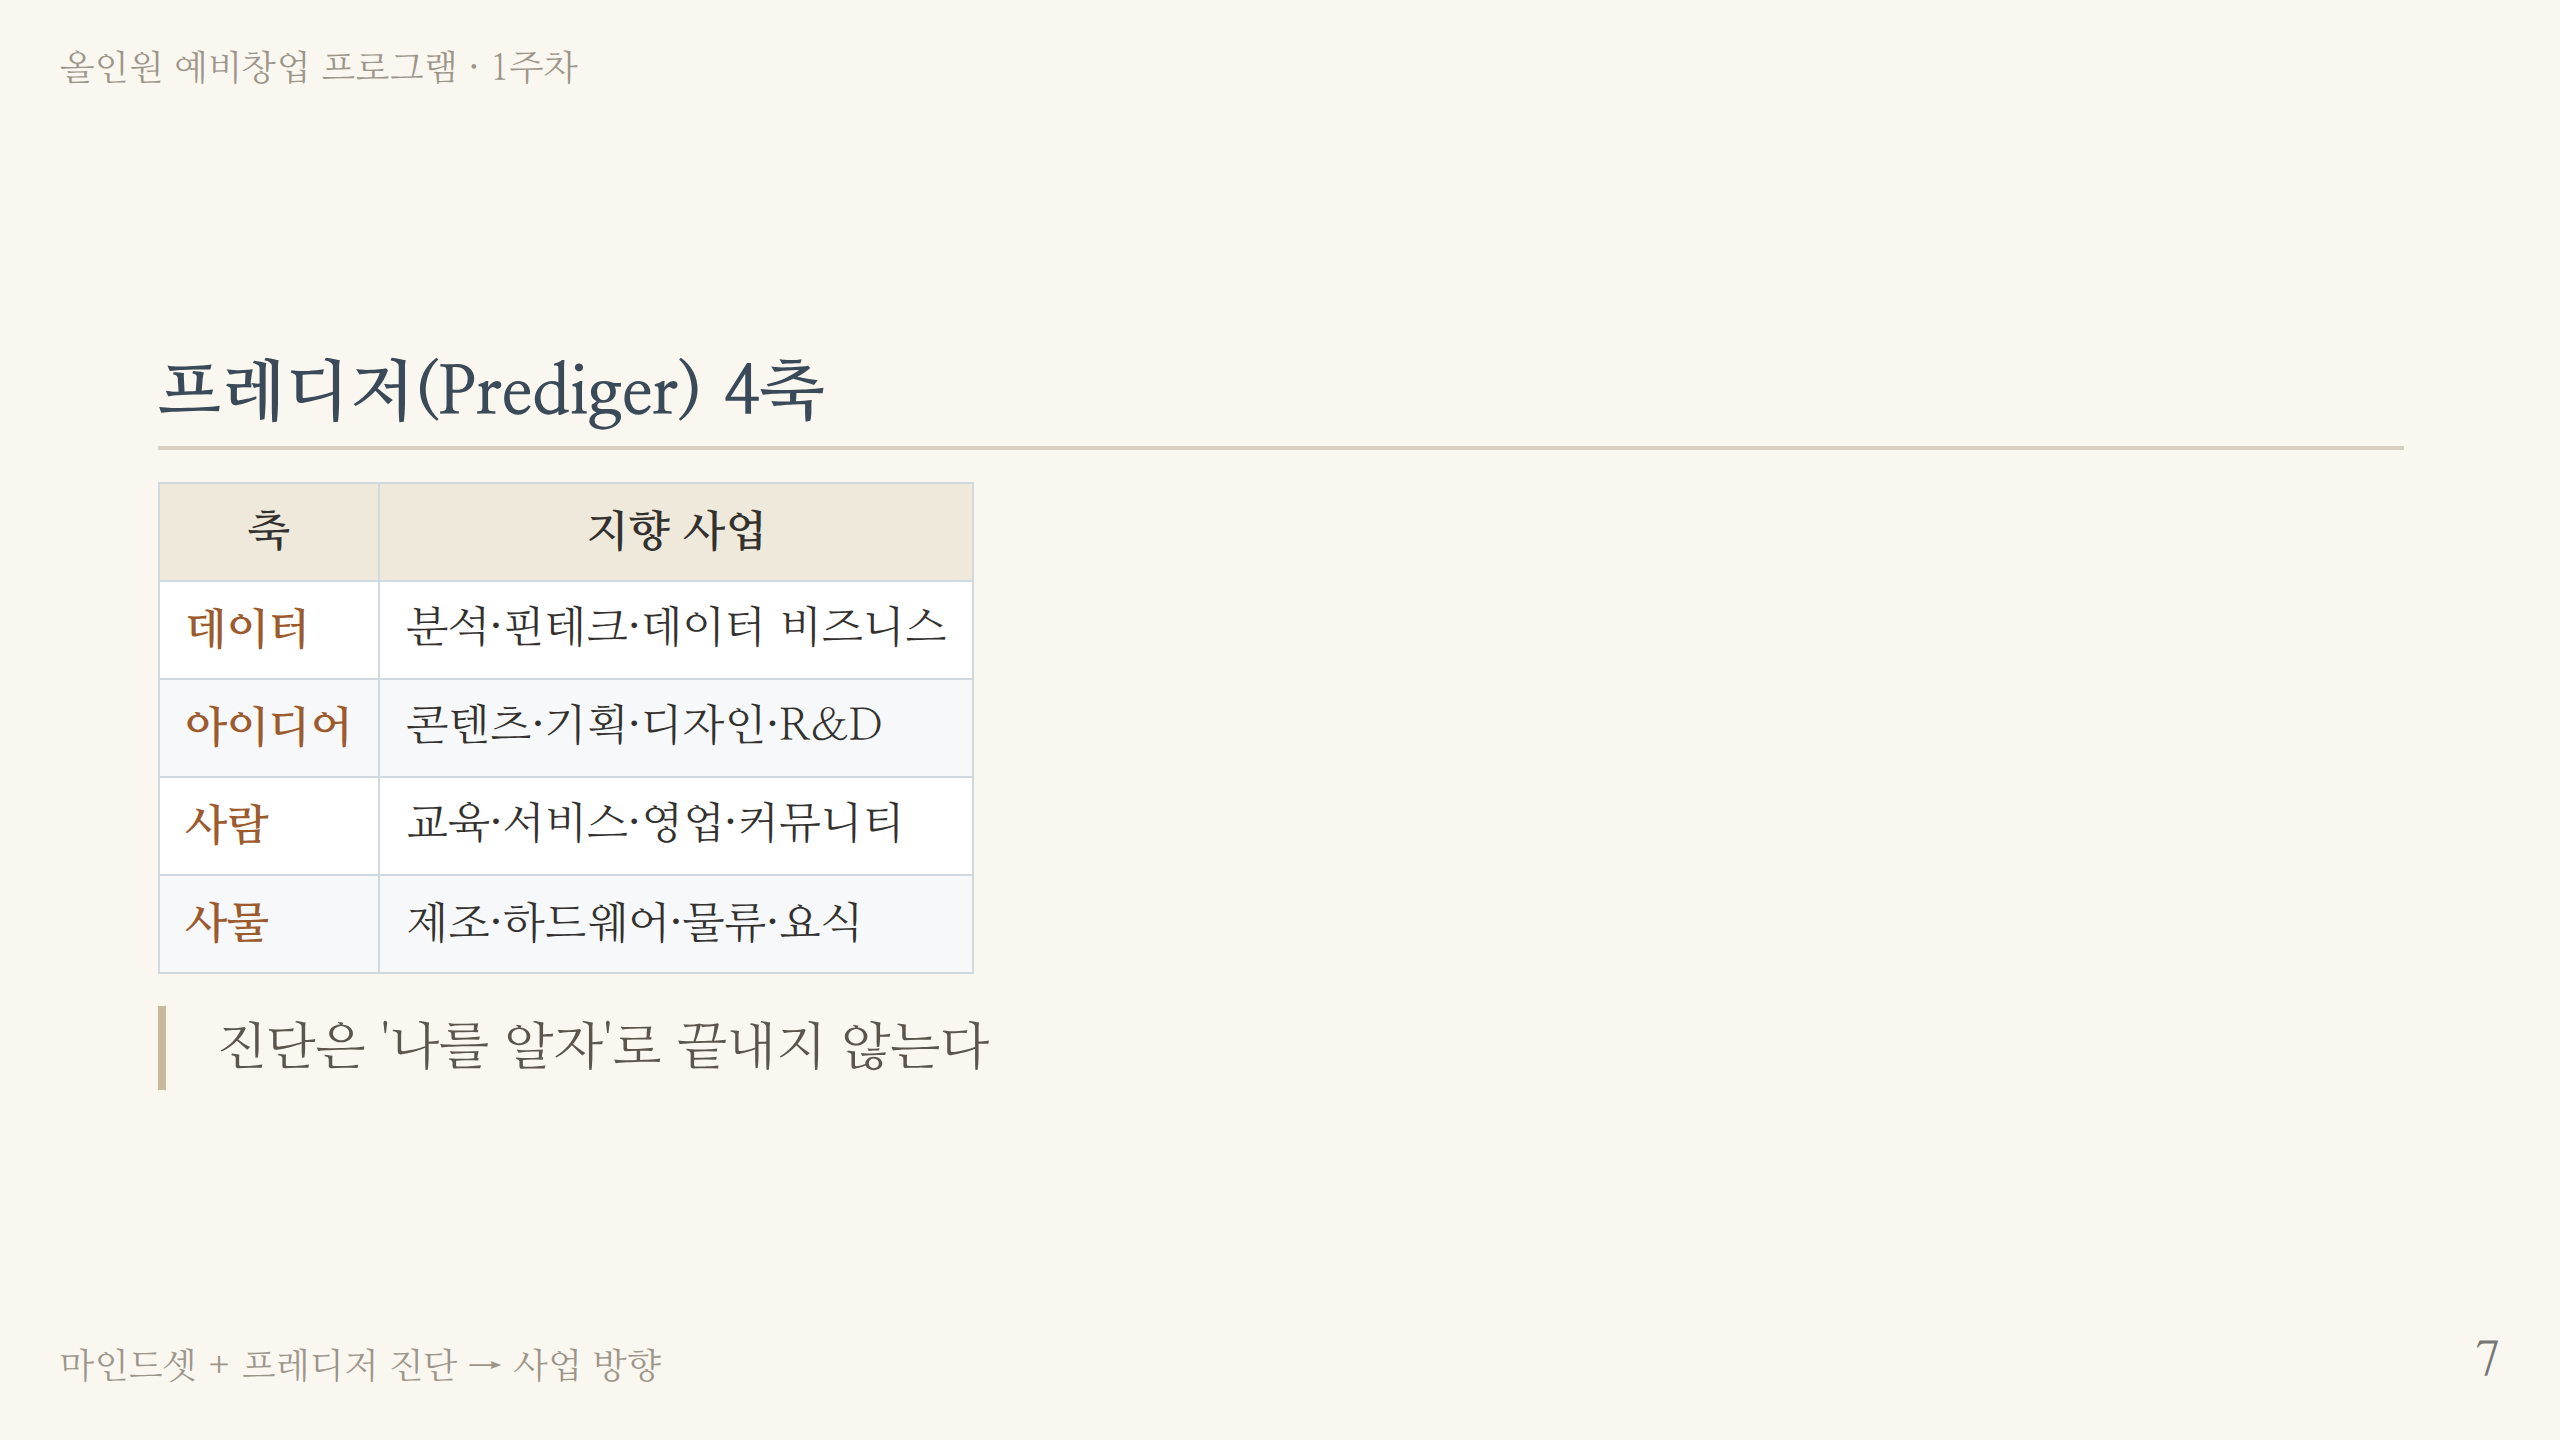 올인원 예비창업 프로그램 · 1주차
프레디저(Prediger) 4축
축 지향 사업
데이터 분석·핀테크·데이터 비즈니스
아이디어 콘텐츠·기획·디자인·R&D
사람 교육·서비스·영업·커뮤니티
사물 제조·하드웨어·물류·요식
진단은 '나를 알자'로 끝내지 않는다
마인드셋 + 프레디저 진단 → 사업 방향
7